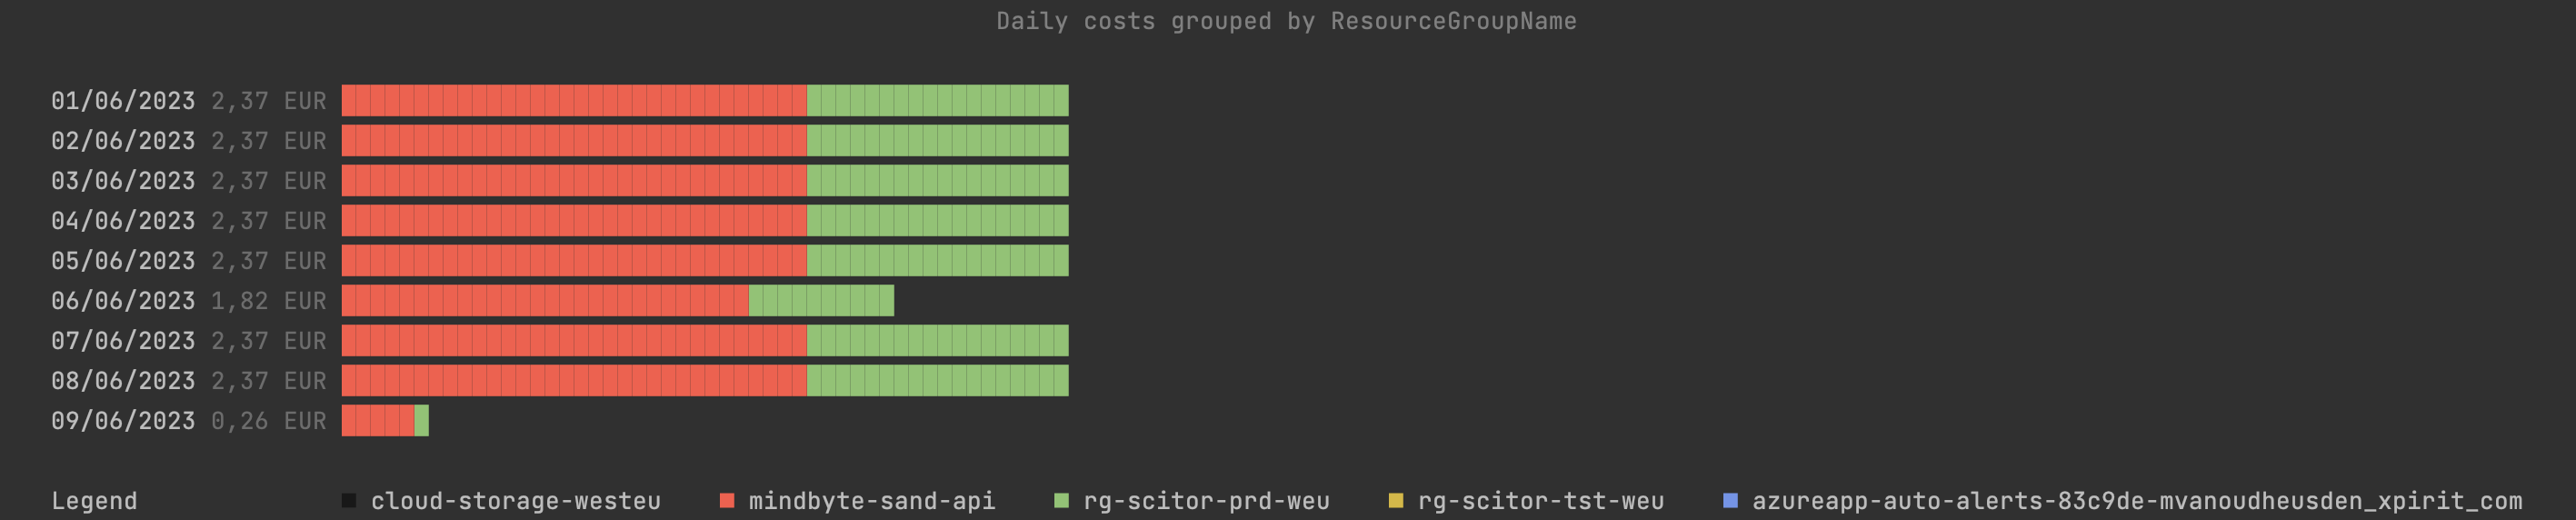 Daily costs grouped by ResourceGroupName
01/06/2023 2,37 EUR
02/06/2023 2,37 EUR
03/06/2023 2,37 EUR
04/06/2023 2,37 EUR
05/06/2023 2,37 EUR
06/06/2023 1,82 EUR
07/06/2023 2,37 EUR
08/06/2023 2,37 EUR
09/06/2023 0,26 EUR
Legend cloud-storage-westeu mindbyte-sand-api rg-scitor-prd-weu rg-scitor-tst-weu azureapp-auto-alerts-83c9de-mvanoudheusden_xpirit_com